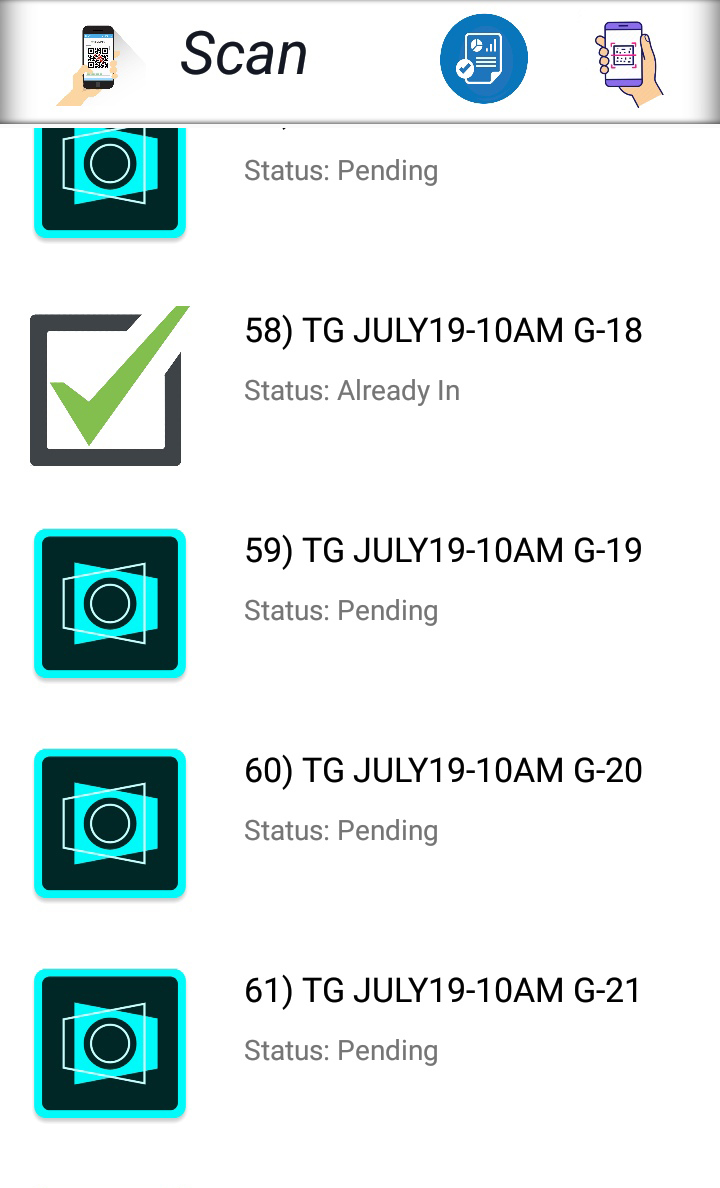 Scan
Status: Pending
58) TG JULY19-10AM G-18
Status: Already In
59) TG JULY19-10AM G-19
Status: Pending
60) TG JULY19-10AM G-20
Status: Pending
61) TG JULY19-10AM G-21
Status: Pending